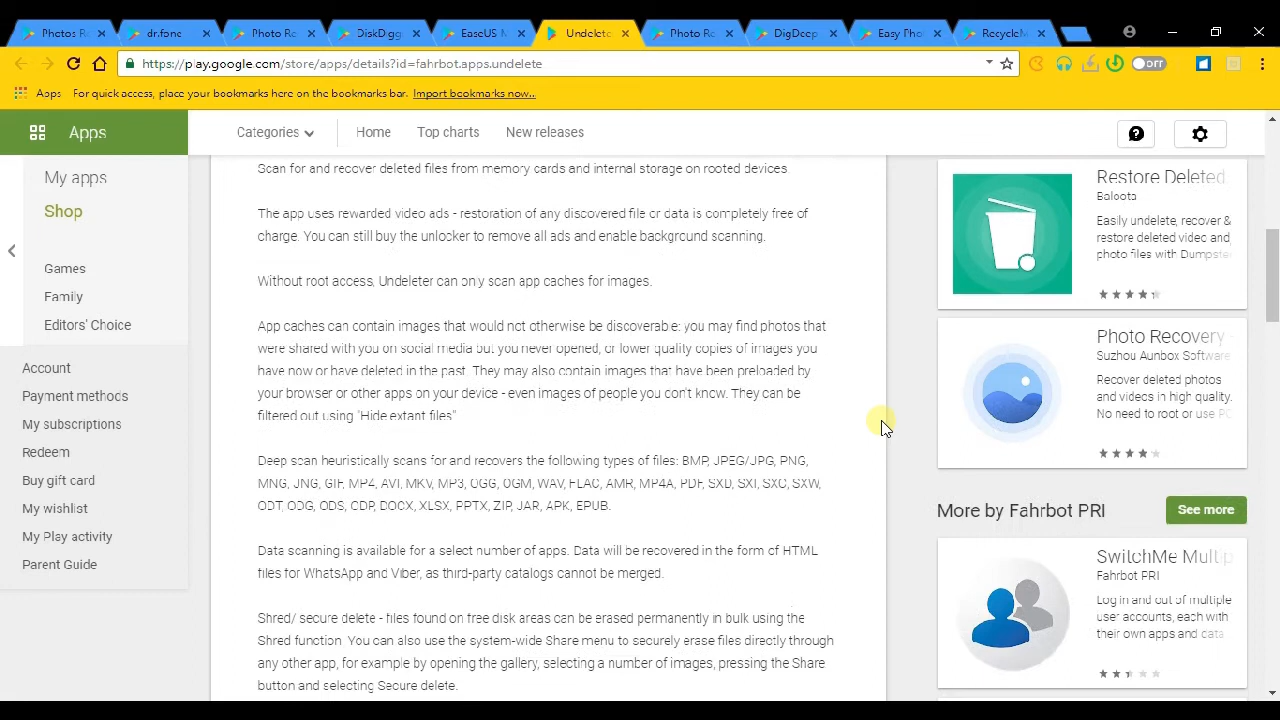 Photos Re
dr.fone
Photo Re
DiskDigg
EaseUS M
Undelete
Photo Re
DigDeep
Easy Pho
RecycleM
https://play.google.com/store/apps/details?id=fahrbot.apps.undelete
OFF
Apps
For quick access, place your bookmarks here on the bookmarks bar.
Import bookmarks now...
Apps
Categories
Home
Top charts
New releases
My apps
Shop
Games
Family
Editors' Choice
Account
Payment methods
My subscriptions
Redeem
Buy gift card
My wishlist
My Play activity
Parent Guide
Scan for and recover deleted files from memory cards and internal storage on rooted devices
The app uses rewarded video ads - restoration of any discovered file or data is completely free of
charge. You can still buy the unlocker to remove all ads and enable background scanning.
Without root access, Undeleter can only scan app caches for images.
App caches can contain images that would not otherwise be discoverable: you may find photos that
were shared with you on social media but you never opened, or lower quality copies of images you
have now or have deleted in the past. They may also contain images that have been preloaded by
your browser or other apps on your device - even images of people you don't know. They can be
filtered out using "Hide extant files"
Deep scan heuristically scans for and recovers the following types of files: BMP, JPEG/JPG, PNG,
MNG, JNG, GIF, MP4, AVI, MKV, MP3, OGG, OGM, WAV, FLAC, AMR, MP4A, PDF, SXD, SXI, SXC, SXW,
ODT, ODG, ODS, ODP, DOCX, XLSX, PPTX, ZIP, JAR, APK, EPUB.
Data scanning is available for a select number of apps. Data will be recovered in the form of HTML
files for WhatsApp and Viber, as third-party catalogs cannot be merged.
Shred/ secure delete - files found on free disk areas can be erased permanently in bulk using the
Shred function. You can also use the system-wide Share menu to securely erase files directly through
any other app, for example by opening the gallery, selecting a number of images, pressing the Share
button and selecting Secure delete.
Restore Deleted
Baloota
Easily undelete, recover &
restore deleted video and
photo files with Dumpste
Photo Recovery -
Suzhou Aunbox Software
Recover deleted photos
and videos in high quality.
No need to root or use PC
More by Fahrbot PRI
See more
SwitchMe Multip
Fahrbot PRI
Log in and out of multiple
user accounts, each with
their own apps and data